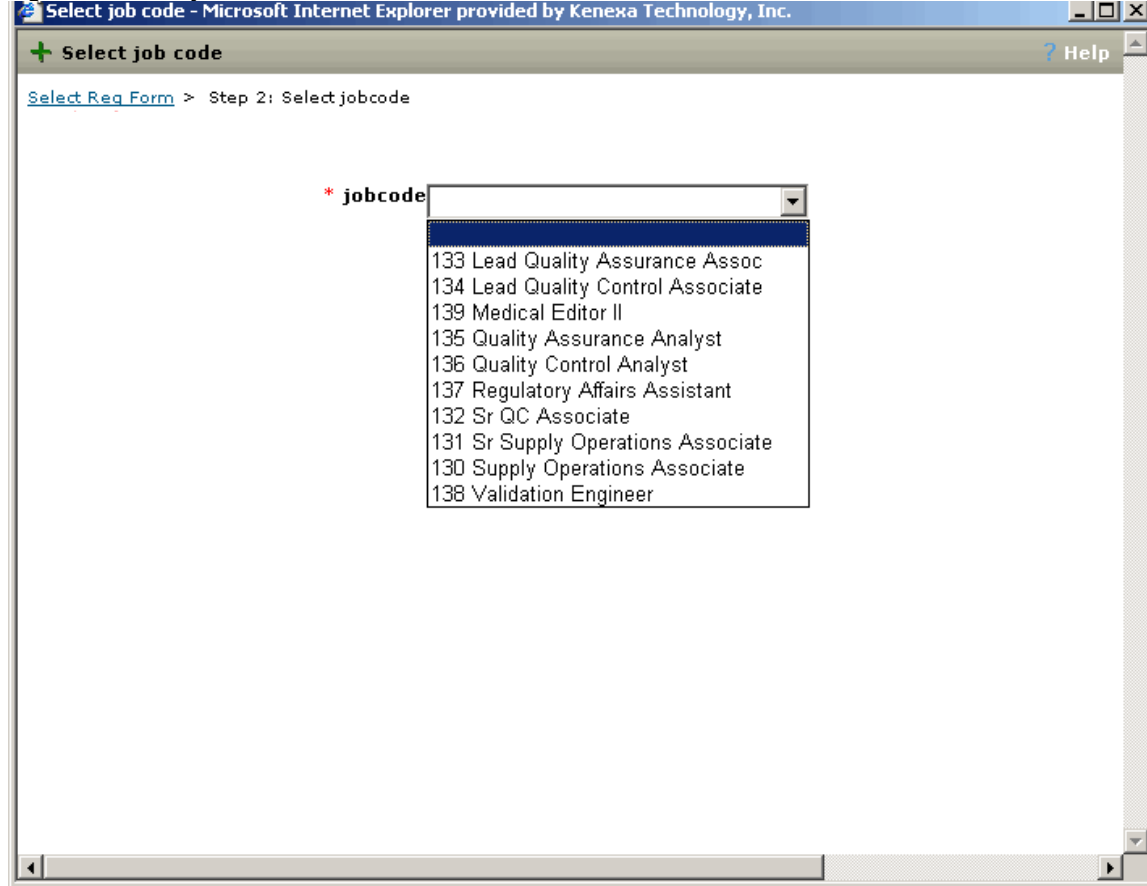 Select job code - Microsoft Internet Explorer provided by Kenexa Technology, Inc.
Select job code
? Help
Select Req Form > Step 2: Select jobcode
* jobcode
133 Lead Quality Assurance Assoc
134 Lead Quality Control Associate
139 Medical Editor II
135 Quality Assurance Analyst
136 Quality Control Analyst
137 Regulatory Affairs Assistant
132 Sr QC Associate
131 Sr Supply Operations Associate
130 Supply Operations Associate
138 Validation Engineer